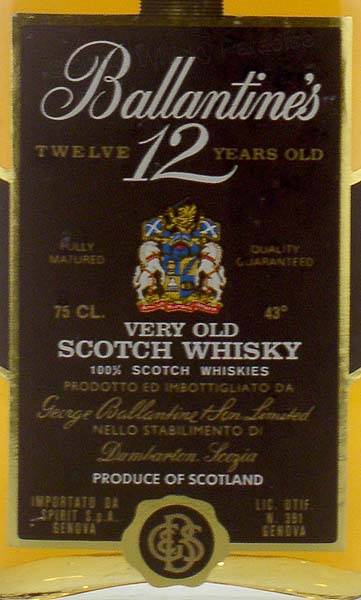 Ballantine's
TWELVE 12 YEARS OLD
FULLY MATURED
QUALITY GUARANTEED
75 CL.
43°
VERY OLD
SCOTCH WHISKY
100% SCOTCH WHISKIES
PRODOTTO ED IMBOTTIGLIATO DA
George Ballantine & Son Limited
NELLO STABILIMENTO DI
Dumbarton, Scozia
PRODUCE OF SCOTLAND
IMPORTATO DA
SPIRIT S.p.A.
GENOVA
LIC. UTIF.
N. 391
GENOVA